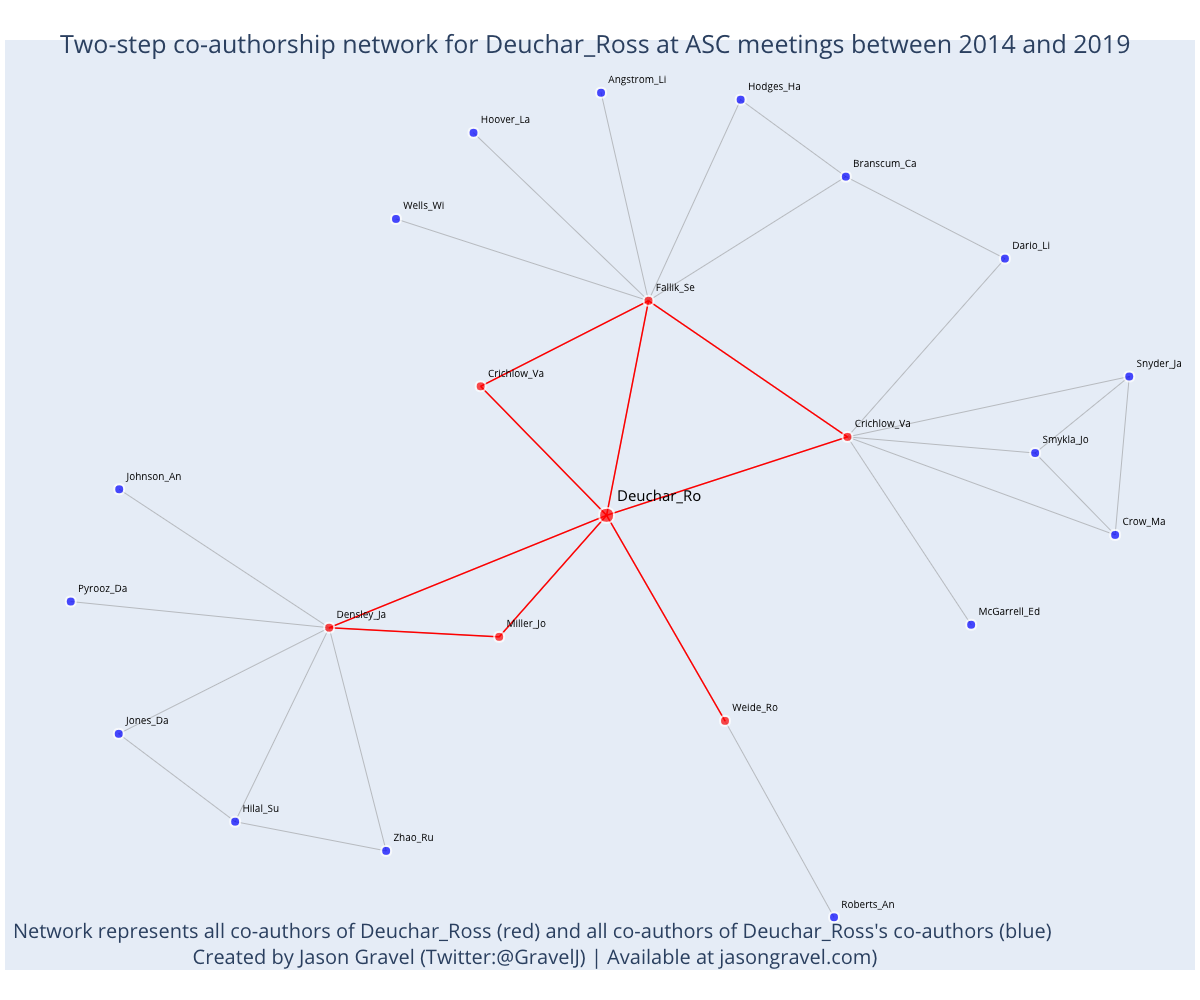 Two-step co-authorship network for Deuchar_Ross at ASC meetings between 2014 and 2019
Angstrom_Li
Hodges_Ha
Hoover_La
Branscum_Ca
Wells_Wi
Dario_Li
Fallik_Se
Snyder_Ja
Crichlow_Va
Crichlow_Va
Smykla_Jo
Johnson_An
Deuchar_Ro
Crow_Ma
Pyrooz_Da
Densley_Ja
Miller_Jo
McGarrell_Ed
Jones_Da
Weide_Ro
Hilal_Su
Zhao_Ru
Roberts_An
Network represents all co-authors of Deuchar_Ross (red) and all co-authors of Deuchar_Ross's co-authors (blue)
Created by Jason Gravel (Twitter:@GravelJ) | Available at jasongravel.com)